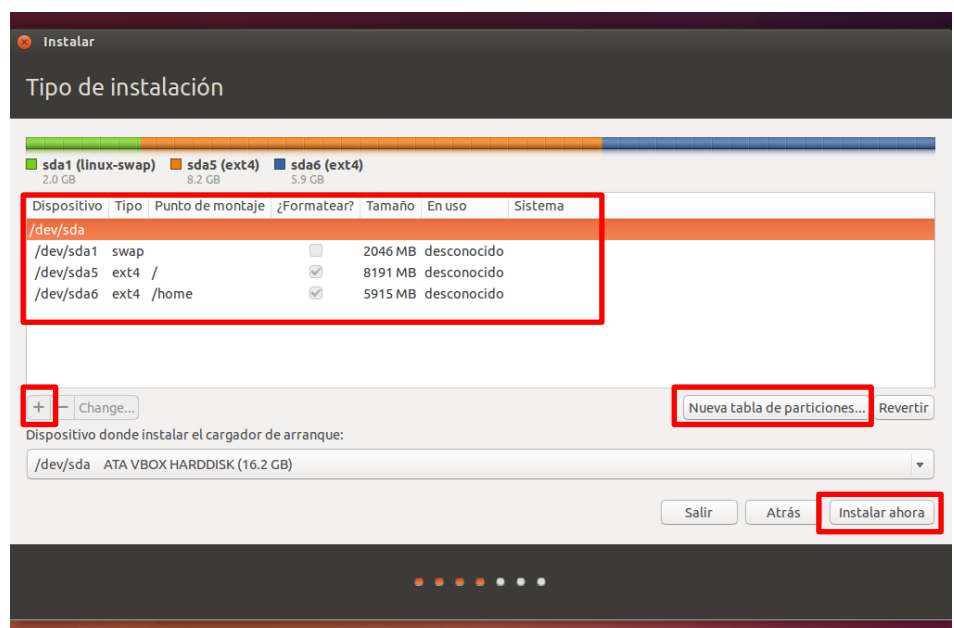 Instalar
Tipo de instalación
sda1 (linux-swap) sda5 (ext4) sda6 (ext4)
2.0 GB 8.2 GB 5.9 GB
Dispositivo Tipo Punto de montaje ¿Formatear? Tamaño En uso Sistema
/dev/sda
/dev/sda1 swap 2046 MB desconocido
/dev/sda5 ext4 / 8191 MB desconocido
/dev/sda6 ext4 /home 5915 MB desconocido
+ − Change... Nueva tabla de particiones... Revertir
Dispositivo donde instalar el cargador de arranque:
/dev/sda ATA VBOX HARDDISK (16.2 GB)
Salir Atrás Instalar ahora